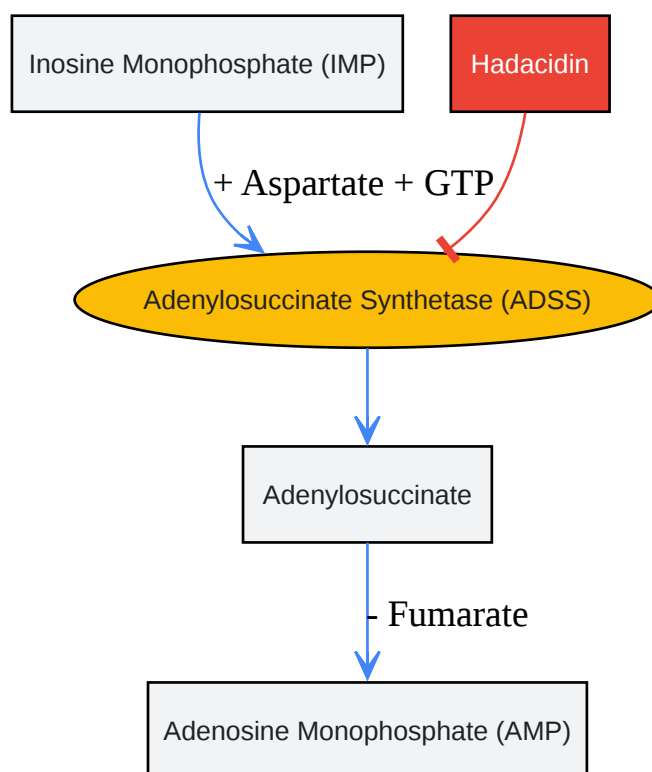 Inosine Monophosphate (IMP)
Hadacidin
+ Aspartate + GTP
Adenylosuccinate Synthetase (ADSS)
Adenylosuccinate
- Fumarate
Adenosine Monophosphate (AMP)